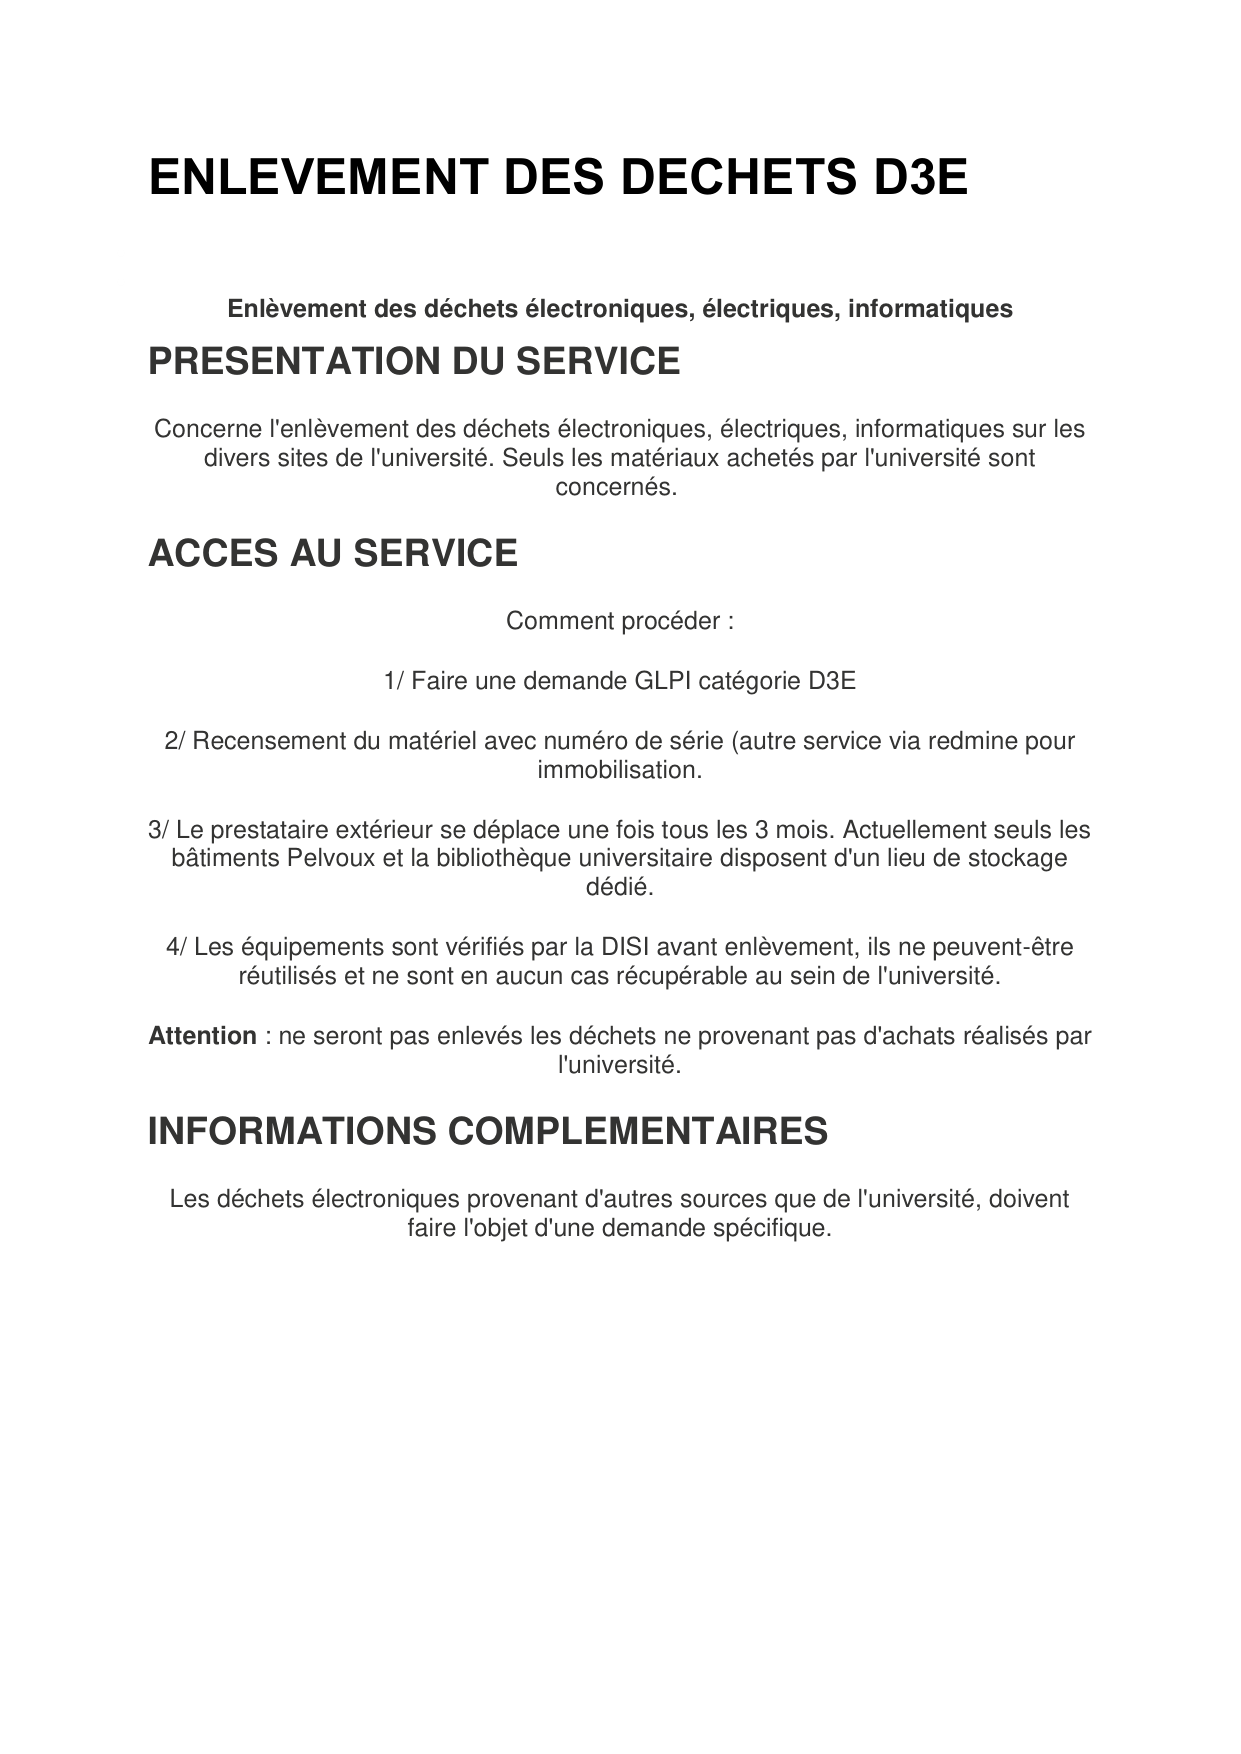 ENLEVEMENT DES DECHETS D3E
Enlèvement des déchets électroniques, électriques, informatiques
PRESENTATION DU SERVICE
Concerne l'enlèvement des déchets électroniques, électriques, informatiques sur les
divers sites de l'université. Seuls les matériaux achetés par l'université sont
concernés.
ACCES AU SERVICE
Comment procéder :
1/ Faire une demande GLPI catégorie D3E
2/ Recensement du matériel avec numéro de série (autre service via redmine pour
immobilisation.
3/ Le prestataire extérieur se déplace une fois tous les 3 mois. Actuellement seuls les
bâtiments Pelvoux et la bibliothèque universitaire disposent d'un lieu de stockage
dédié.
4/ Les équipements sont vérifiés par la DISI avant enlèvement, ils ne peuvent-être
réutilisés et ne sont en aucun cas récupérable au sein de l'université.
Attention : ne seront pas enlevés les déchets ne provenant pas d'achats réalisés par
l'université.
INFORMATIONS COMPLEMENTAIRES
Les déchets électroniques provenant d'autres sources que de l'université, doivent
faire l'objet d'une demande spécifique.